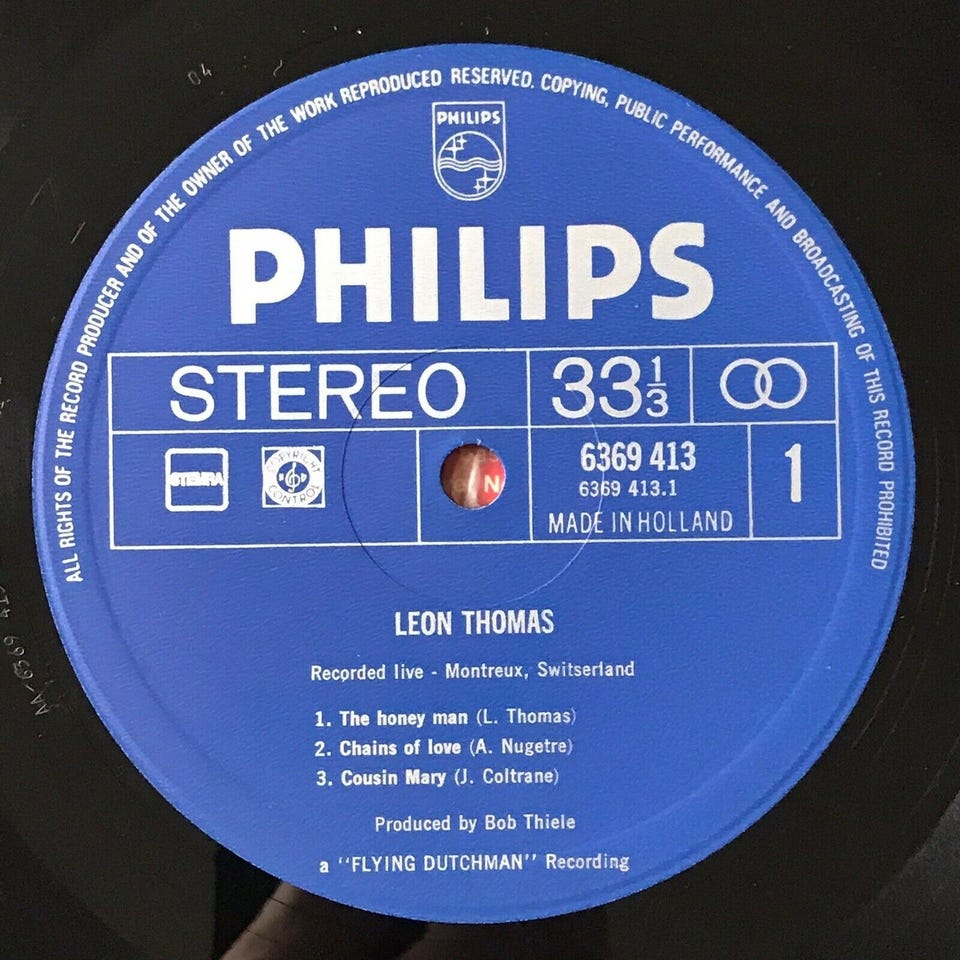 ALL RIGHTS OF THE RECORD PRODUCER AND OF THE OWNER OF THE WORK REPRODUCED RESERVED. COPYING, PUBLIC PERFORMANCE AND BROADCASTING OF THIS RECORD PROHIBITED
04
PHILIPS
PHILIPS
STEREO
33 1/3
STEMRA
COPYRIGHT CONTROL
6369 413
6369 413.1
MADE IN HOLLAND
1
N
LEON THOMAS
Recorded live - Montreux, Switserland
1. The honey man (L. Thomas)
2. Chains of love (A. Nugetre)
3. Cousin Mary (J. Coltrane)
Produced by Bob Thiele
a "FLYING DUTCHMAN" Recording